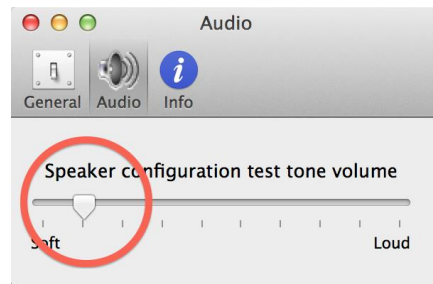 Audio
General Audio Info
Speaker configuration test tone volume
Soft Loud